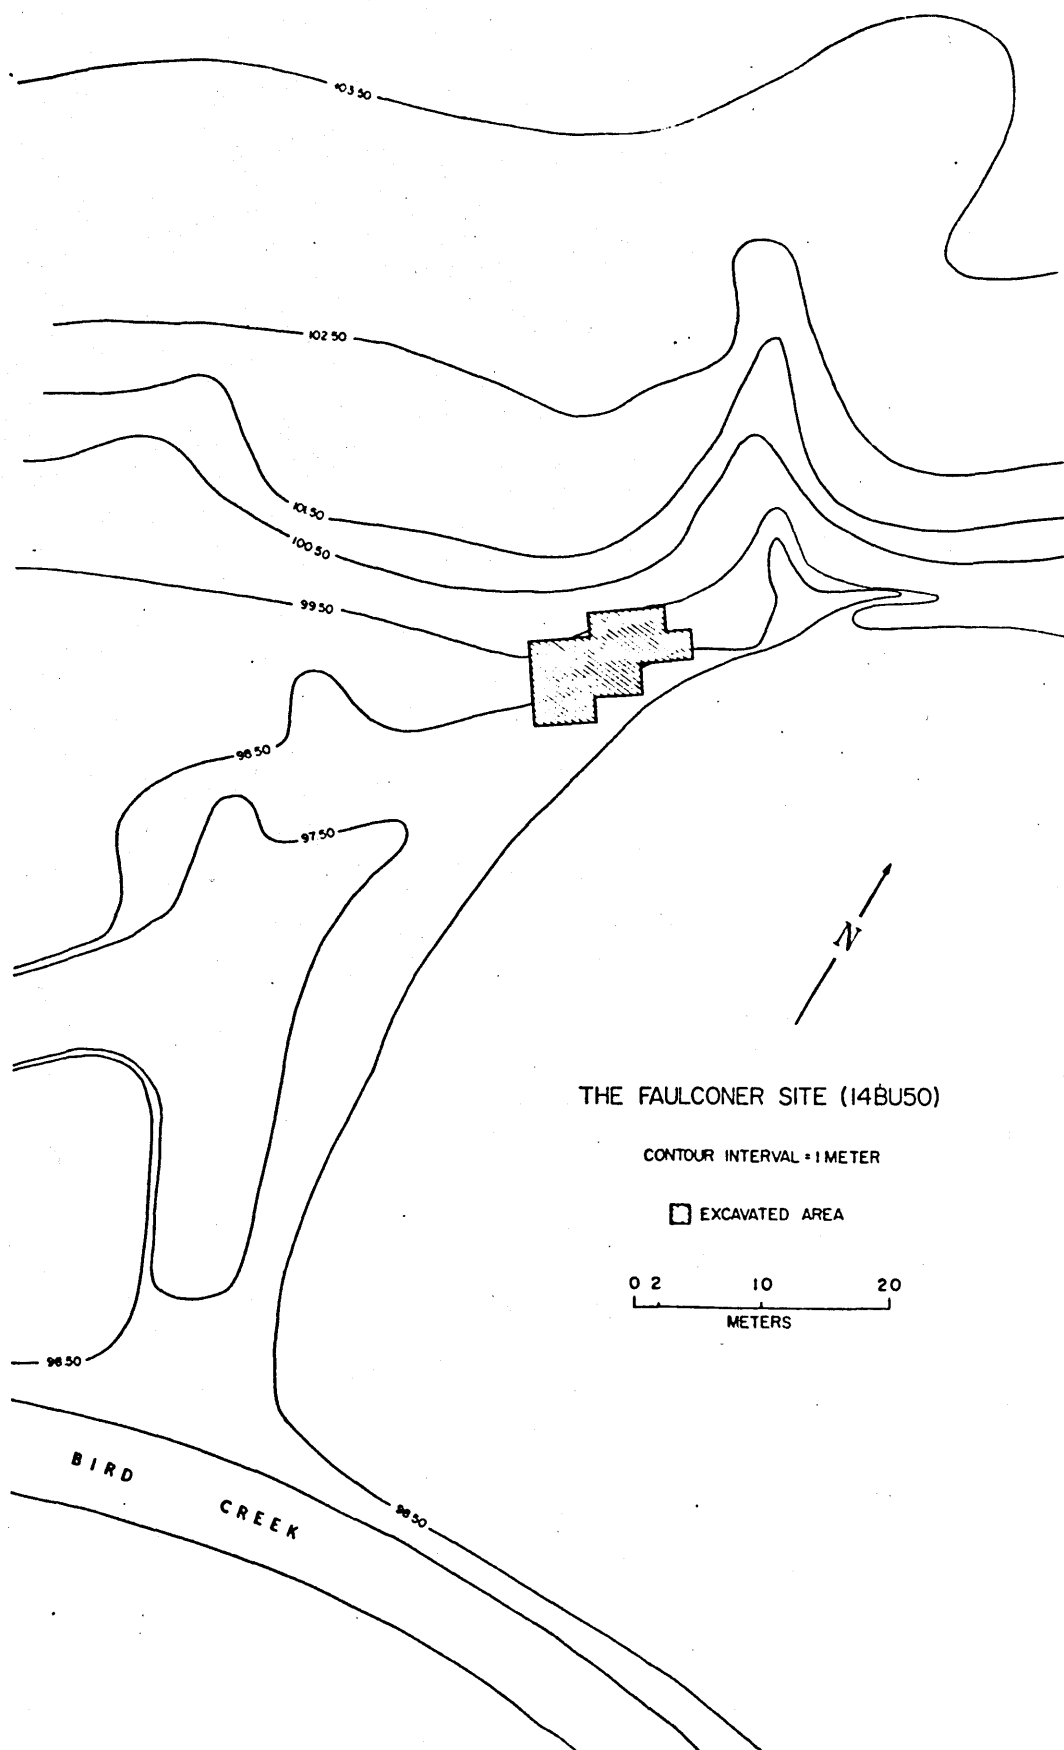 103.50
102.50
101.50
100.50
99.50
98.50
97.50
N
THE FAULCONER SITE (14BU50)
CONTOUR INTERVAL = 1 METER
EXCAVATED AREA
0 2 10 20
METERS
98.50
BIRD CREEK
98.50